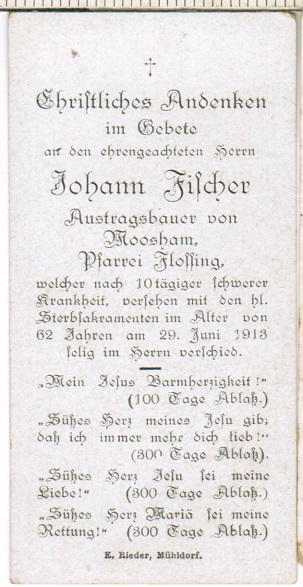 Christliches Andenken
im Gebete
an den ehrengeachteten Herrn
Johann Fischer
Austragsbauer von
Moosham,
Pfarrei Flossing,
welcher nach 10 tägiger schwerer
Krankheit, versehen mit den hl.
Sterbsakramenten im Alter von
62 Jahren am 29. Juni 1913
selig im Herrn verschied.
„Mein Jesus Barmherzigkeit!"
(100 Tage Ablaß.)
„Süßes Herz meines Jesu gib,
daß ich immer mehr dich lieb!"
(300 Tage Ablaß).
„Süßes Herz Jesu sei meine
Liebe!" (300 Tage Ablaß.)
„Süßes Herz Mariä sei meine
Rettung!" (300 Tage Ablaß.)
E. Rieder, Mühldorf.